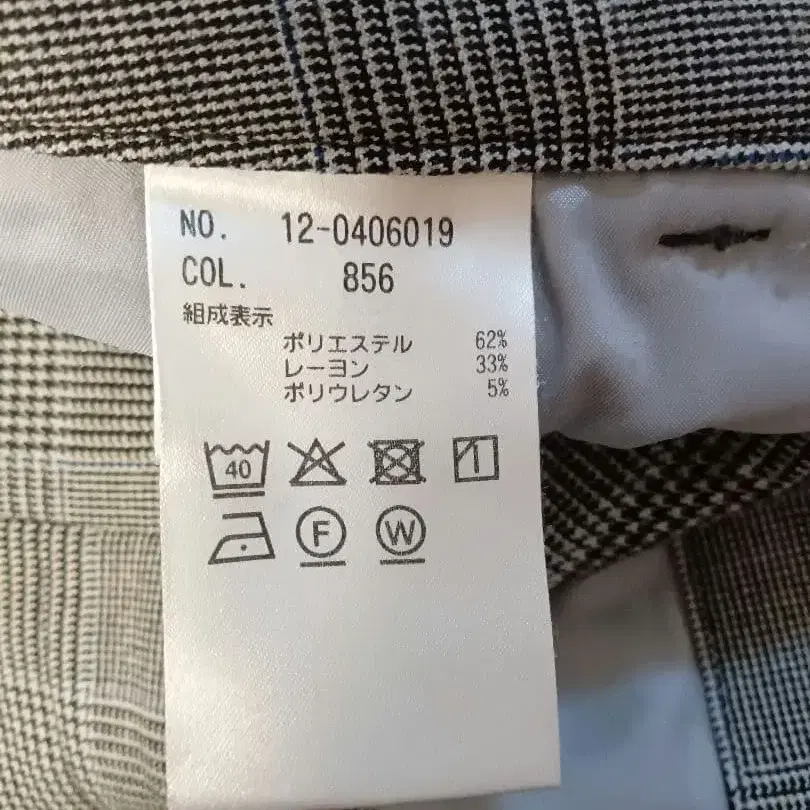 NO. 12-0406019
COL. 856
組成表示
ポリエステル 62%
レーヨン 33%
ポリウレタン 5%
40
F W